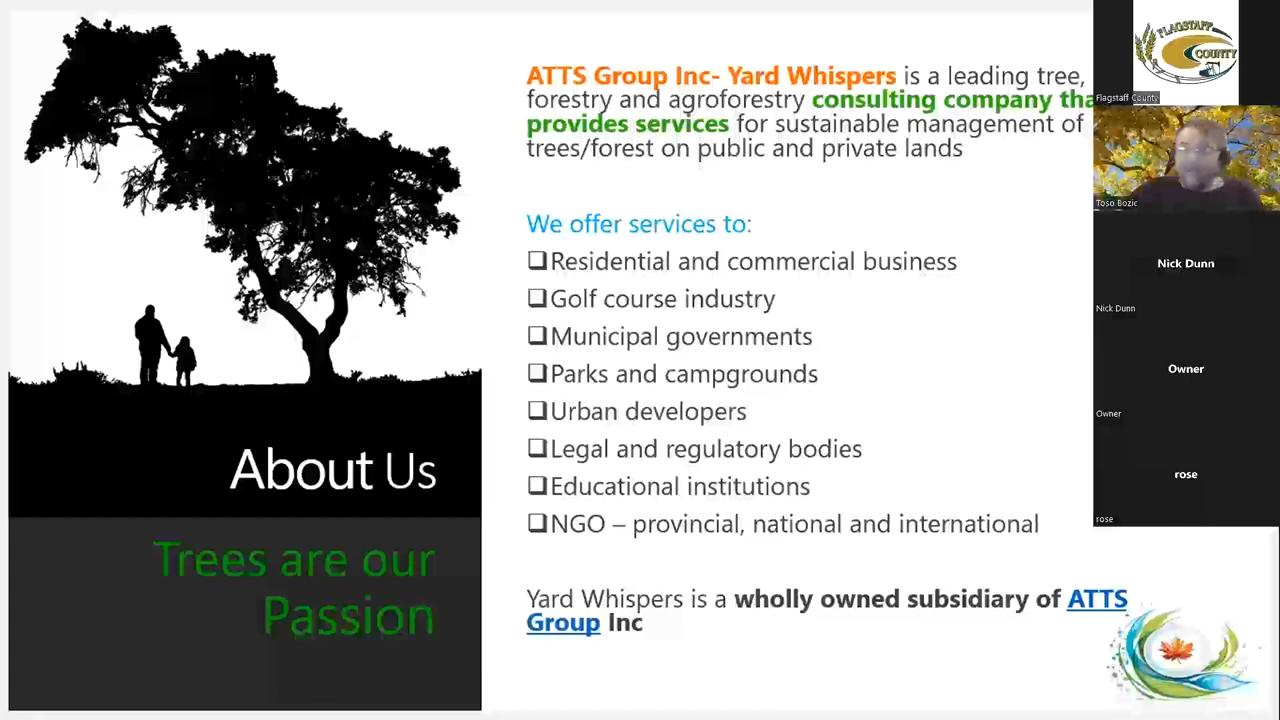 ATTS Group Inc- Yard Whispers is a leading tree,
forestry and agroforestry consulting company tha
provides services for sustainable management of
trees/forest on public and private lands
We offer services to:
❑Residential and commercial business
❑Golf course industry
❑Municipal governments
❑Parks and campgrounds
❑Urban developers
❑Legal and regulatory bodies
❑Educational institutions
❑NGO – provincial, national and international
Yard Whispers is a wholly owned subsidiary of ATTS
Group Inc
About Us
Trees are our
Passion
FLAGSTAFF
COUNTY
Flagstaff County
Toso Bozic
Nick Dunn
Nick Dunn
Owner
Owner
rose
rose